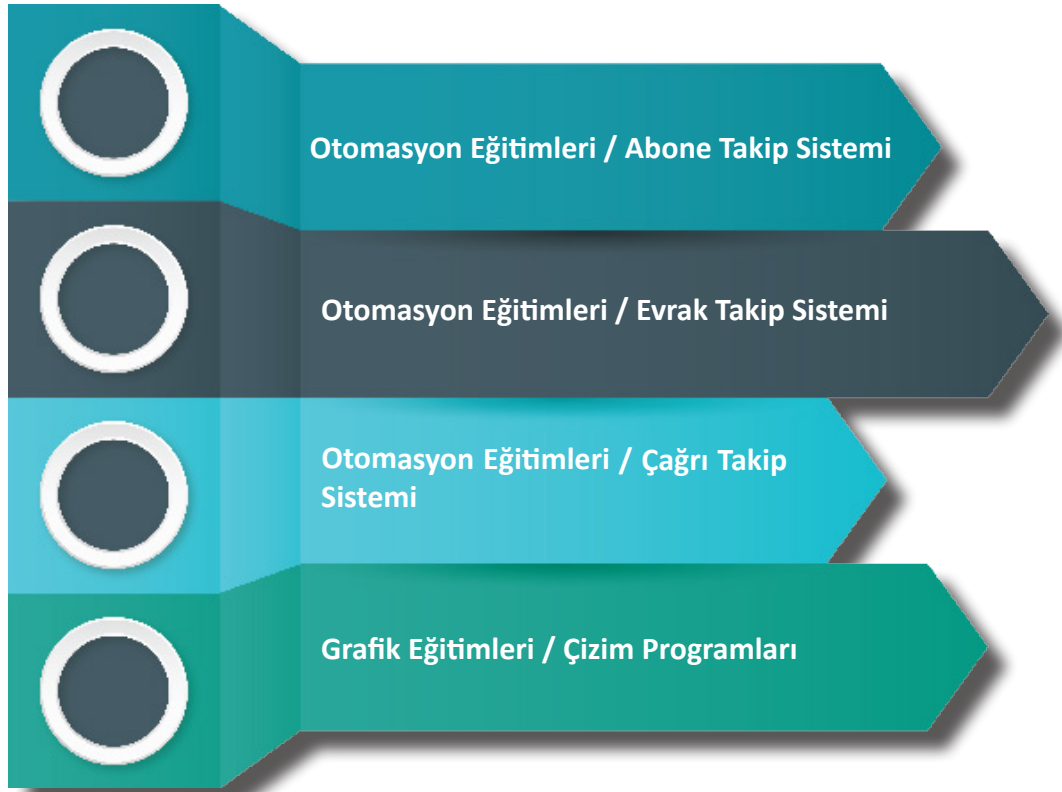 Otomasyon Eğitimleri / Abone Takip Sistemi
Otomasyon Eğitimleri / Evrak Takip Sistemi
Otomasyon Eğitimleri / Çağrı Takip
Sistemi
Grafik Eğitimleri / Çizim Programları